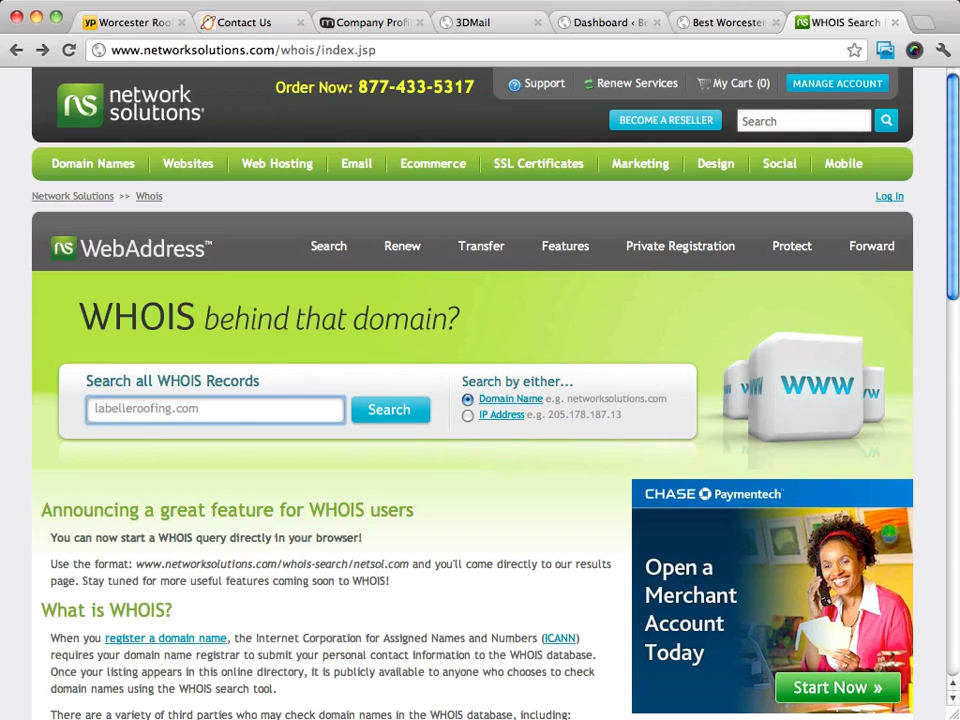 Worcester Roo
Contact Us
Company Profi
3DMail
Dashboard ‹ Be
Best Worcester
WHOIS Search
www.networksolutions.com/whois/index.jsp
network solutions
Order Now: 877-433-5317
Support
Renew Services
My Cart (0)
MANAGE ACCOUNT
BECOME A RESELLER
Search
Domain Names
Websites
Web Hosting
Email
Ecommerce
SSL Certificates
Marketing
Design
Social
Mobile
Network Solutions >> Whois
Log In
WebAddress™
Search
Renew
Transfer
Features
Private Registration
Protect
Forward
WHOIS behind that domain?
Search all WHOIS Records
labelleroofing.com
Search
Search by either...
Domain Name e.g. networksolutions.com
IP Address e.g. 205.178.187.13
WWW
Announcing a great feature for WHOIS users
You can now start a WHOIS query directly in your browser!
Use the format: www.networksolutions.com/whois-search/netsol.com and you'll come directly to our results
page. Stay tuned for more useful features coming soon to WHOIS!
What is WHOIS?
When you register a domain name, the Internet Corporation for Assigned Names and Numbers (ICANN)
requires your domain name registrar to submit your personal contact information to the WHOIS database.
Once your listing appears in this online directory, it is publicly available to anyone who chooses to check
domain names using the WHOIS search tool.
There are a variety of third parties who may check domain names in the WHOIS database, including:
CHASE Paymentech
Open a
Merchant
Account
Today
Start Now »